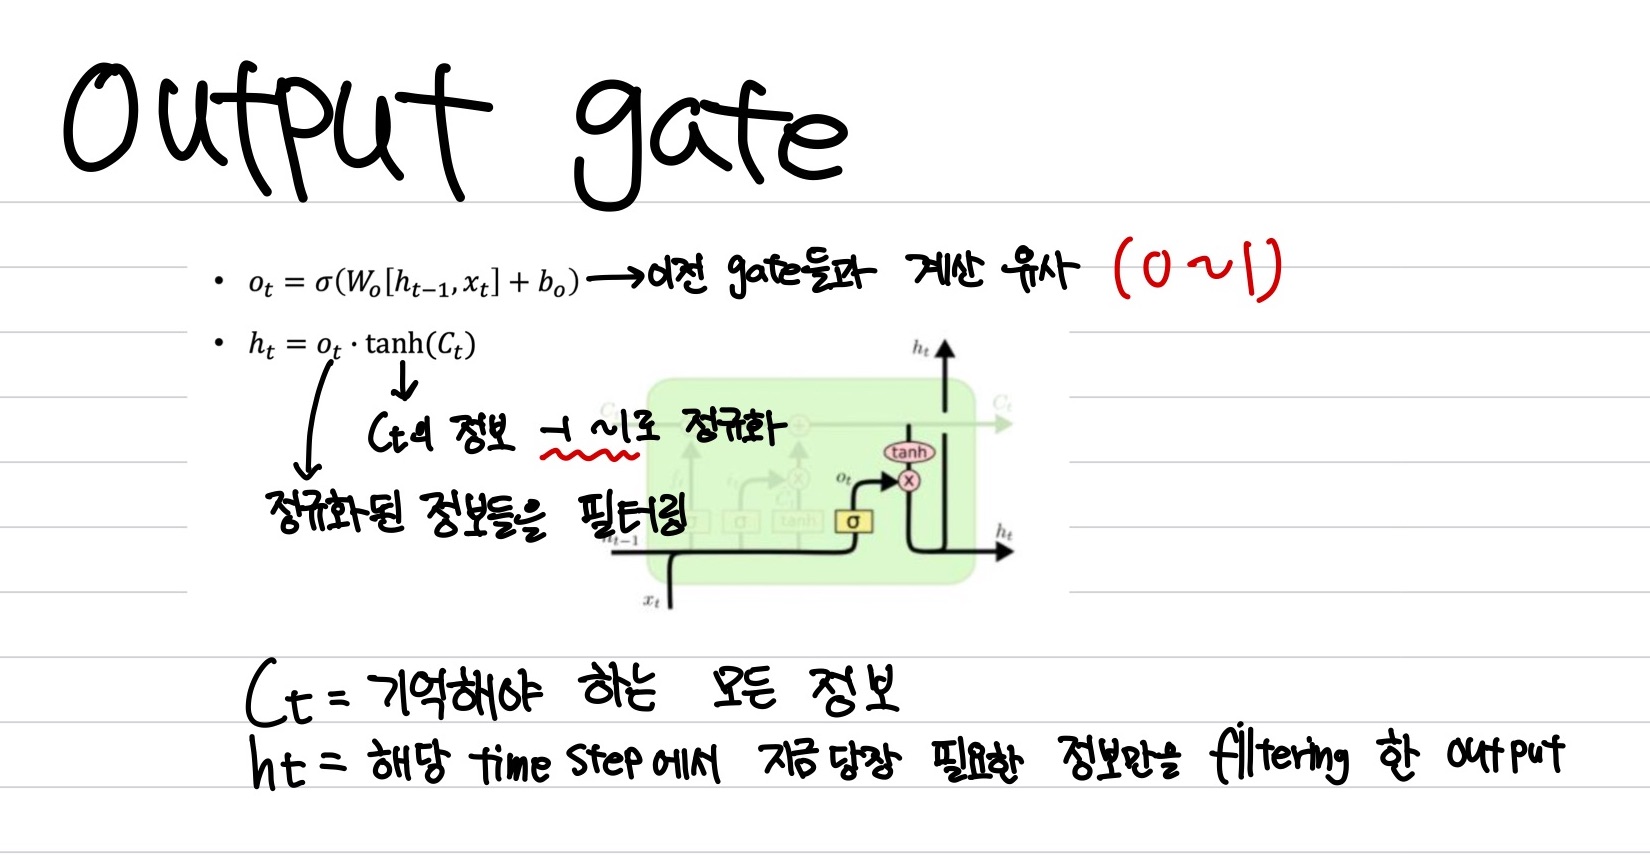 Output gate
• o_t = σ(W_o[h_{t−1}, x_t] + b_o) → 이전 gate들과 계산 유사 (0 ~ 1)
• h_t = o_t · tanh(C_t)
h_t
C_t의 정보 -1 ~ 1로 정규화
C_t
tanh
o_t
×
정규화된 정보들을 필터링
σ
tanh
σ
h_{t−1}
h_t
x_t
C_t = 기억해야 하는 모든 정보
h_t = 해당 time step에서 지금 당장 필요한 정보만을 filtering 한 output